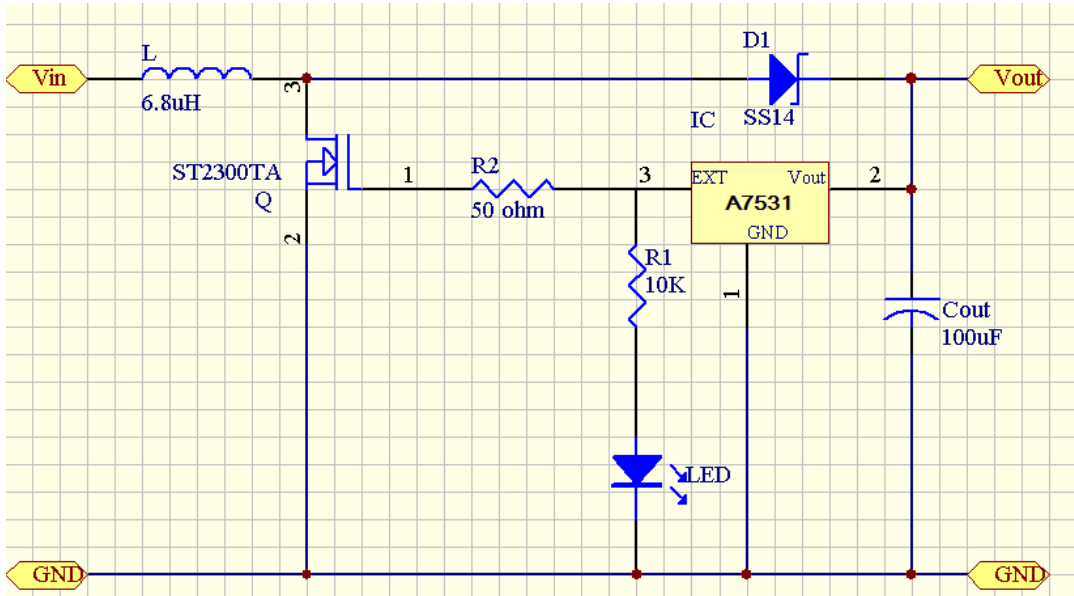 L
D1
Vin
3
Vout
6.8uH
IC
SS14
ST2300TA
Q
1
R2
50 ohm
3
EXT
Vout
2
A7531
GND
2
R1
10K
1
Cout
100uF
LED
GND
GND